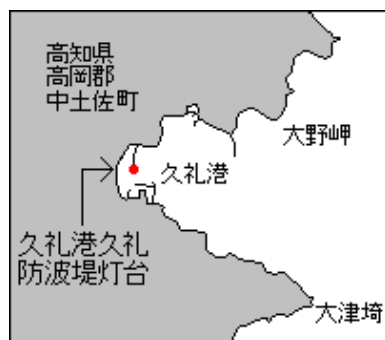 高知県
高岡郡
中土佐町
大野岬
久礼港
久礼港久礼
防波堤灯台
大津埼